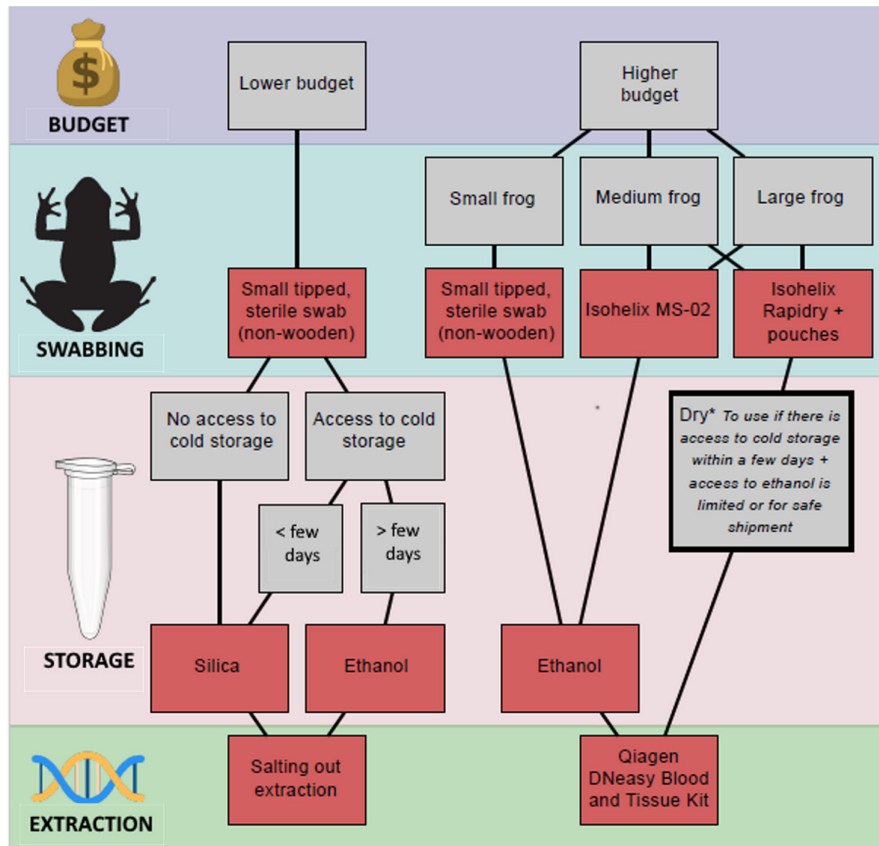 $
BUDGET
Lower budget
Higher
budget
SWABBING
Small frog
Medium frog
Large frog
Small tipped,
sterile swab
(non-wooden)
Small tipped,
sterile swab
(non-wooden)
Isohelix MS-02
Isohelix
Rapidry +
pouches
STORAGE
No access to
cold storage
Access to cold
storage
Dry* To use if there is
access to cold storage
within a few days +
access to ethanol is
limited or for safe
shipment
< few
days
> few
days
Silica
Ethanol
Ethanol
EXTRACTION
Salting out
extraction
Qiagen
DNeasy Blood
and Tissue Kit